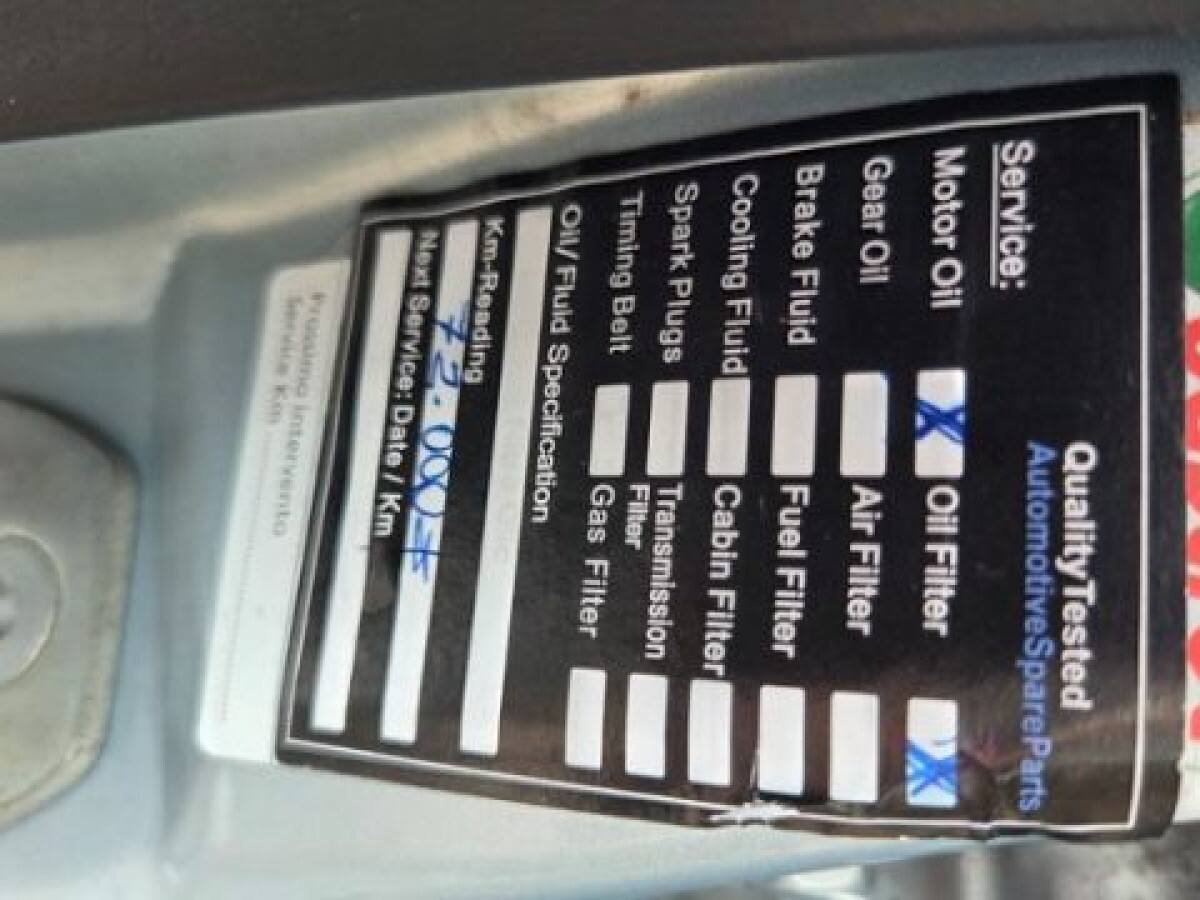 QualityTested
AutomotiveSpareParts
Service:
Motor Oil X Oil Filter X
Gear Oil Air Filter
Brake Fluid Fuel Filter
Cooling Fluid Cabin Filter
Spark Plugs Transmission
Filter
Timing Belt Gas Filter
Oil / Fluid Specification
Km-Reading
72.000
Next Service: Date / Km
Prossimo intervento
Service Km